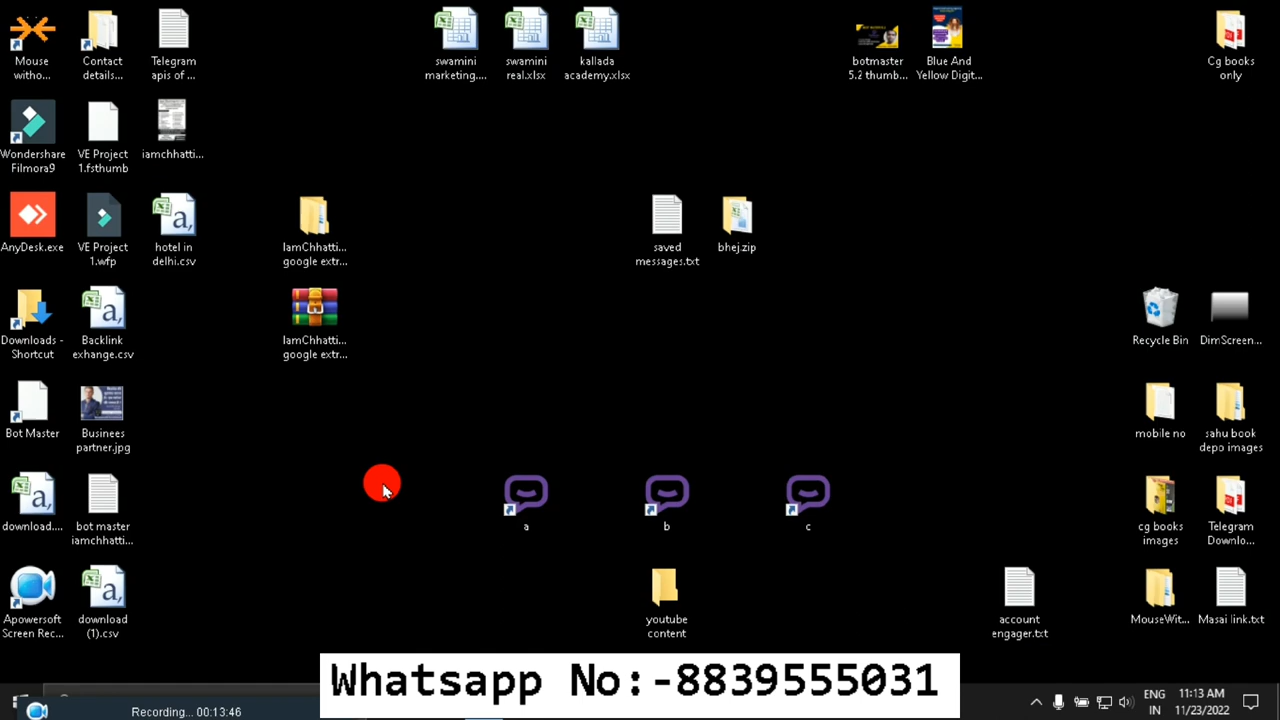 Mouse
witho...
Contact
details...
Telegram
apis of ...
swamini
marketing....
swamini
real.xlsx
kallada
academy.xlsx
botmaster
5.2 thumb...
Blue And
Yellow Digit...
Cg books
only
Wondershare
Filmora9
VE Project
1.fsthumb
iamchhatti...
AnyDesk.exe
VE Project
1.wfp
hotel in
delhi.csv
IamChhatti...
google extr...
saved
messages.txt
bhej.zip
Downloads -
Shortcut
Backlink
exhange.csv
IamChhatti...
google extr...
Recycle Bin
DimScreen...
Bot Master
Businees
partner.jpg
mobile no
sahu book
depo images
download....
bot master
iamchhatti...
a
b
c
cg books
images
Telegram
Downlo...
Apowersoft
Screen Rec...
download
(1).csv
youtube
content
account
engager.txt
MouseWit...
Masai link.txt
Whatsapp No:-8839555031
Recording... 00:13:46
ENG
IN
11:13 AM
11/23/2022